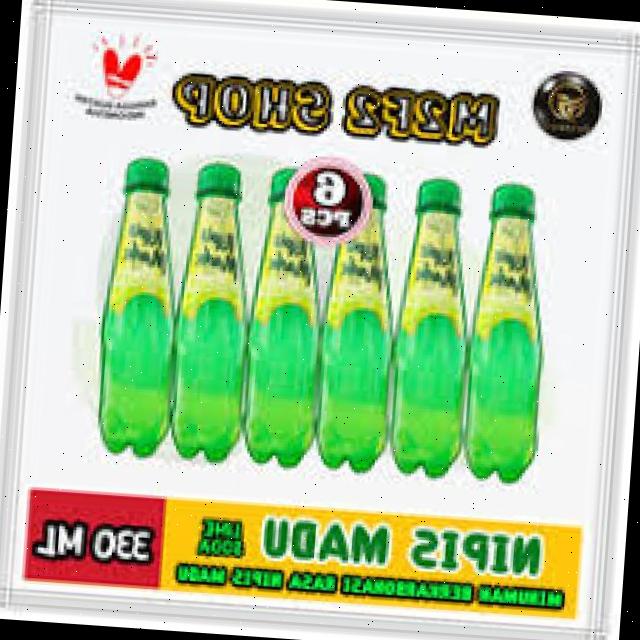 M2F2 SHOP
6
PCS
330 ML
NIPIS MADU
LIME
SODA
MINUMAN BERKARBONASI RASA NIPIS MADU